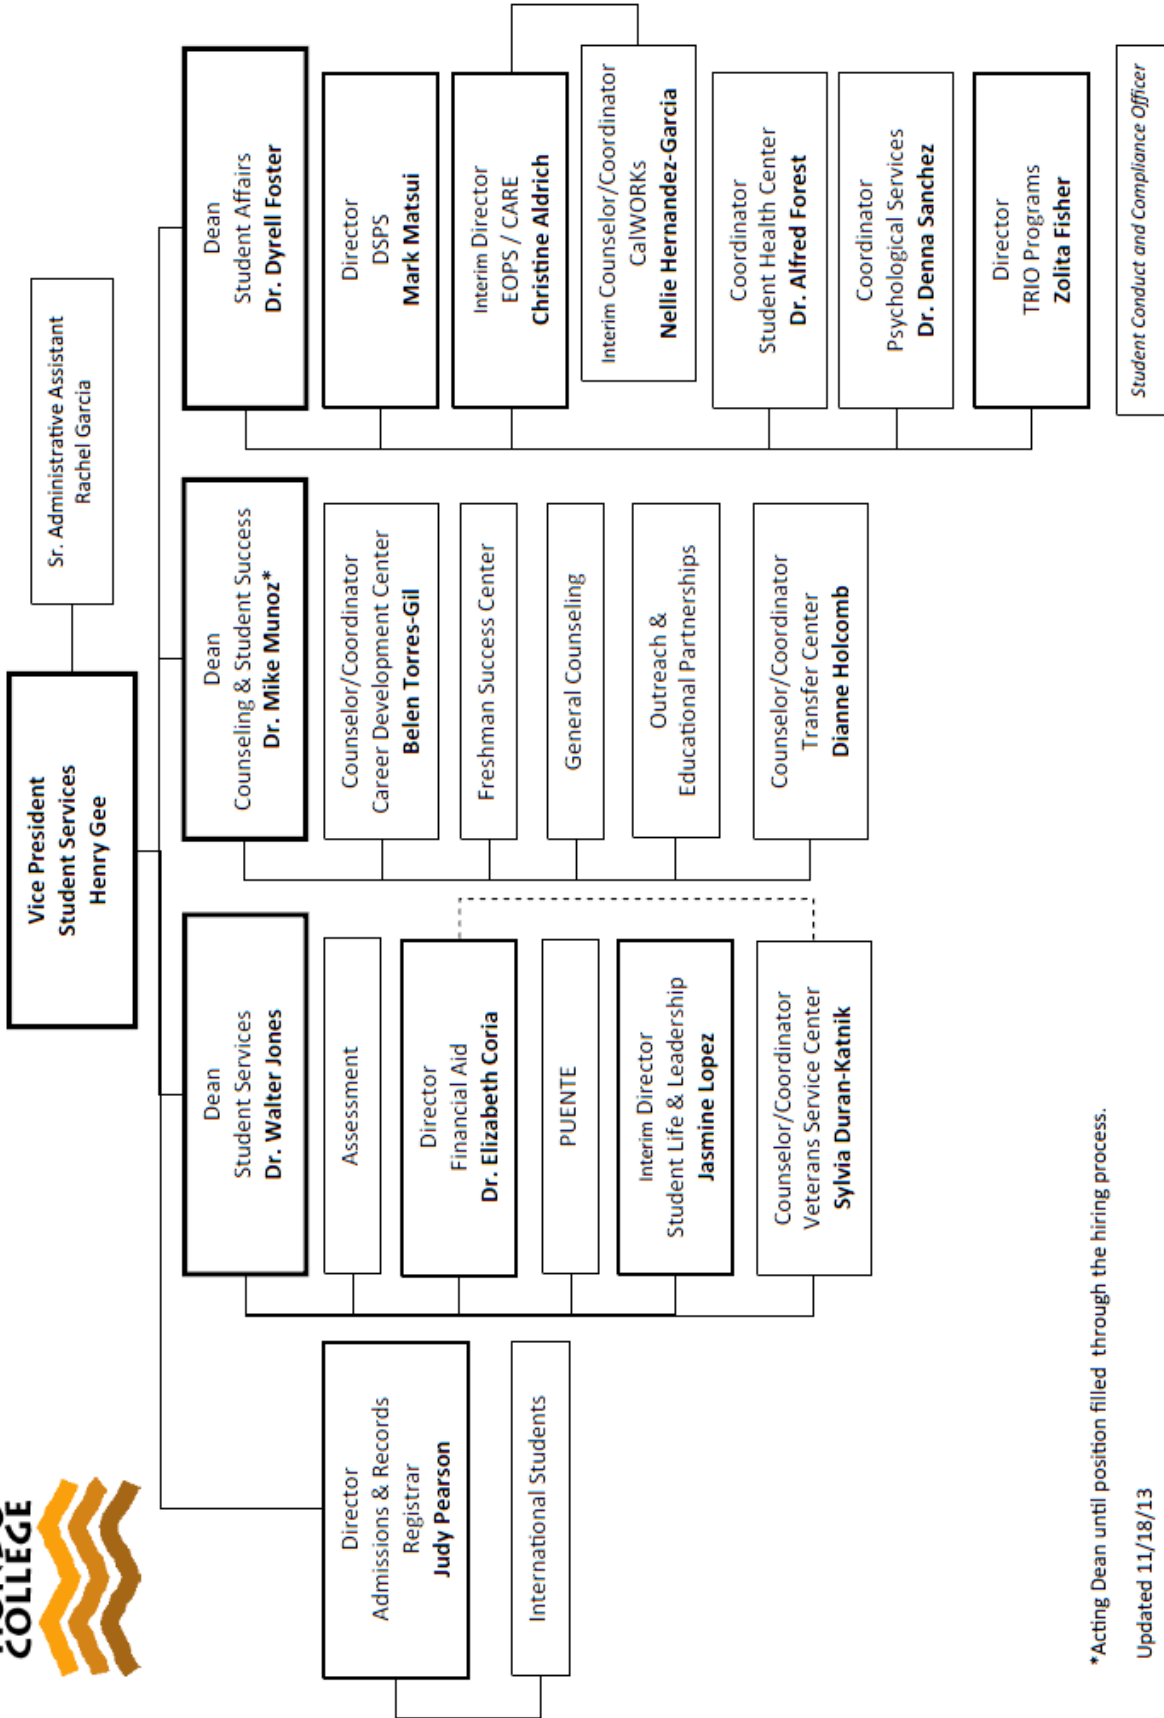 COLLEGE
Vice President
Student Services
Henry Gee
Sr. Administrative Assistant
Rachel Garcia
Director
Admissions & Records
Registrar
Judy Pearson
International Students
Dean
Student Services
Dr. Walter Jones
Assessment
Director
Financial Aid
Dr. Elizabeth Coria
PUENTE
Interim Director
Student Life & Leadership
Jasmine Lopez
Counselor/Coordinator
Veterans Service Center
Sylvia Duran-Katnik
Dean
Counseling & Student Success
Dr. Mike Munoz*
Counselor/Coordinator
Career Development Center
Belen Torres-Gil
Freshman Success Center
General Counseling
Outreach &
Educational Partnerships
Counselor/Coordinator
Transfer Center
Dianne Holcomb
Dean
Student Affairs
Dr. Dyrell Foster
Director
DSPS
Mark Matsui
Interim Director
EOPS / CARE
Christine Aldrich
Interim Counselor/Coordinator
CalWORKs
Nellie Hernandez-Garcia
Coordinator
Student Health Center
Dr. Alfred Forest
Coordinator
Psychological Services
Dr. Denna Sanchez
Director
TRIO Programs
Zolita Fisher
Student Conduct and Compliance Officer
*Acting Dean until position filled through the hiring process.
Updated 11/18/13